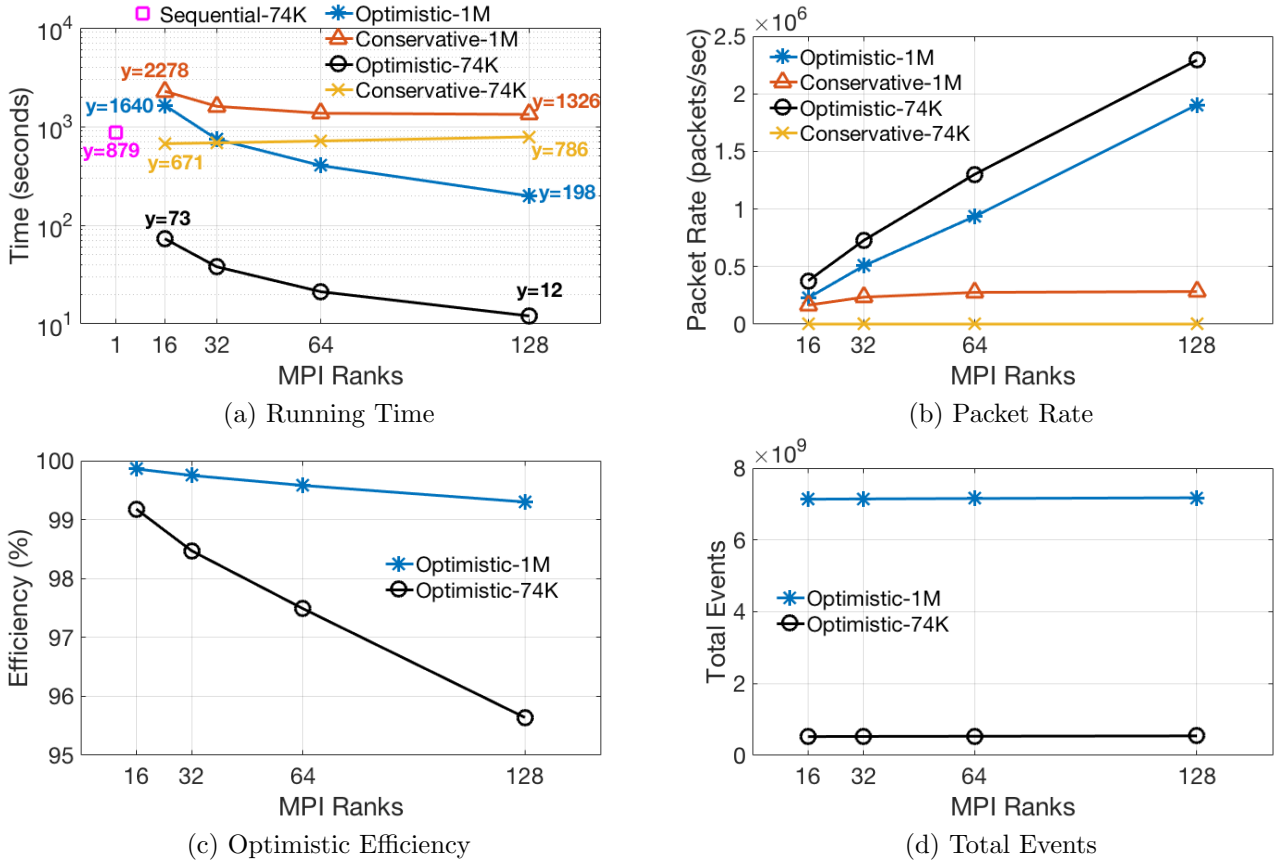 Sequential-74K
Optimistic-1M
Conservative-1M
Optimistic-74K
Conservative-74K
10^4
10^3
10^2
10^1
Time (seconds)
y=2278
y=1640
y=879
y=671
y=73
y=1326
y=786
y=198
y=12
1 16 32 64 128
MPI Ranks
(a) Running Time
×10^6
2.5
2
1.5
1
0.5
0
Packet Rate (packets/sec)
Optimistic-1M
Conservative-1M
Optimistic-74K
Conservative-74K
16 32 64 128
MPI Ranks
(b) Packet Rate
100
99
98
97
96
95
Efficiency (%)
Optimistic-1M
Optimistic-74K
16 32 64 128
MPI Ranks
(c) Optimistic Efficiency
×10^9
8
6
4
2
0
Total Events
Optimistic-1M
Optimistic-74K
16 32 64 128
MPI Ranks
(d) Total Events